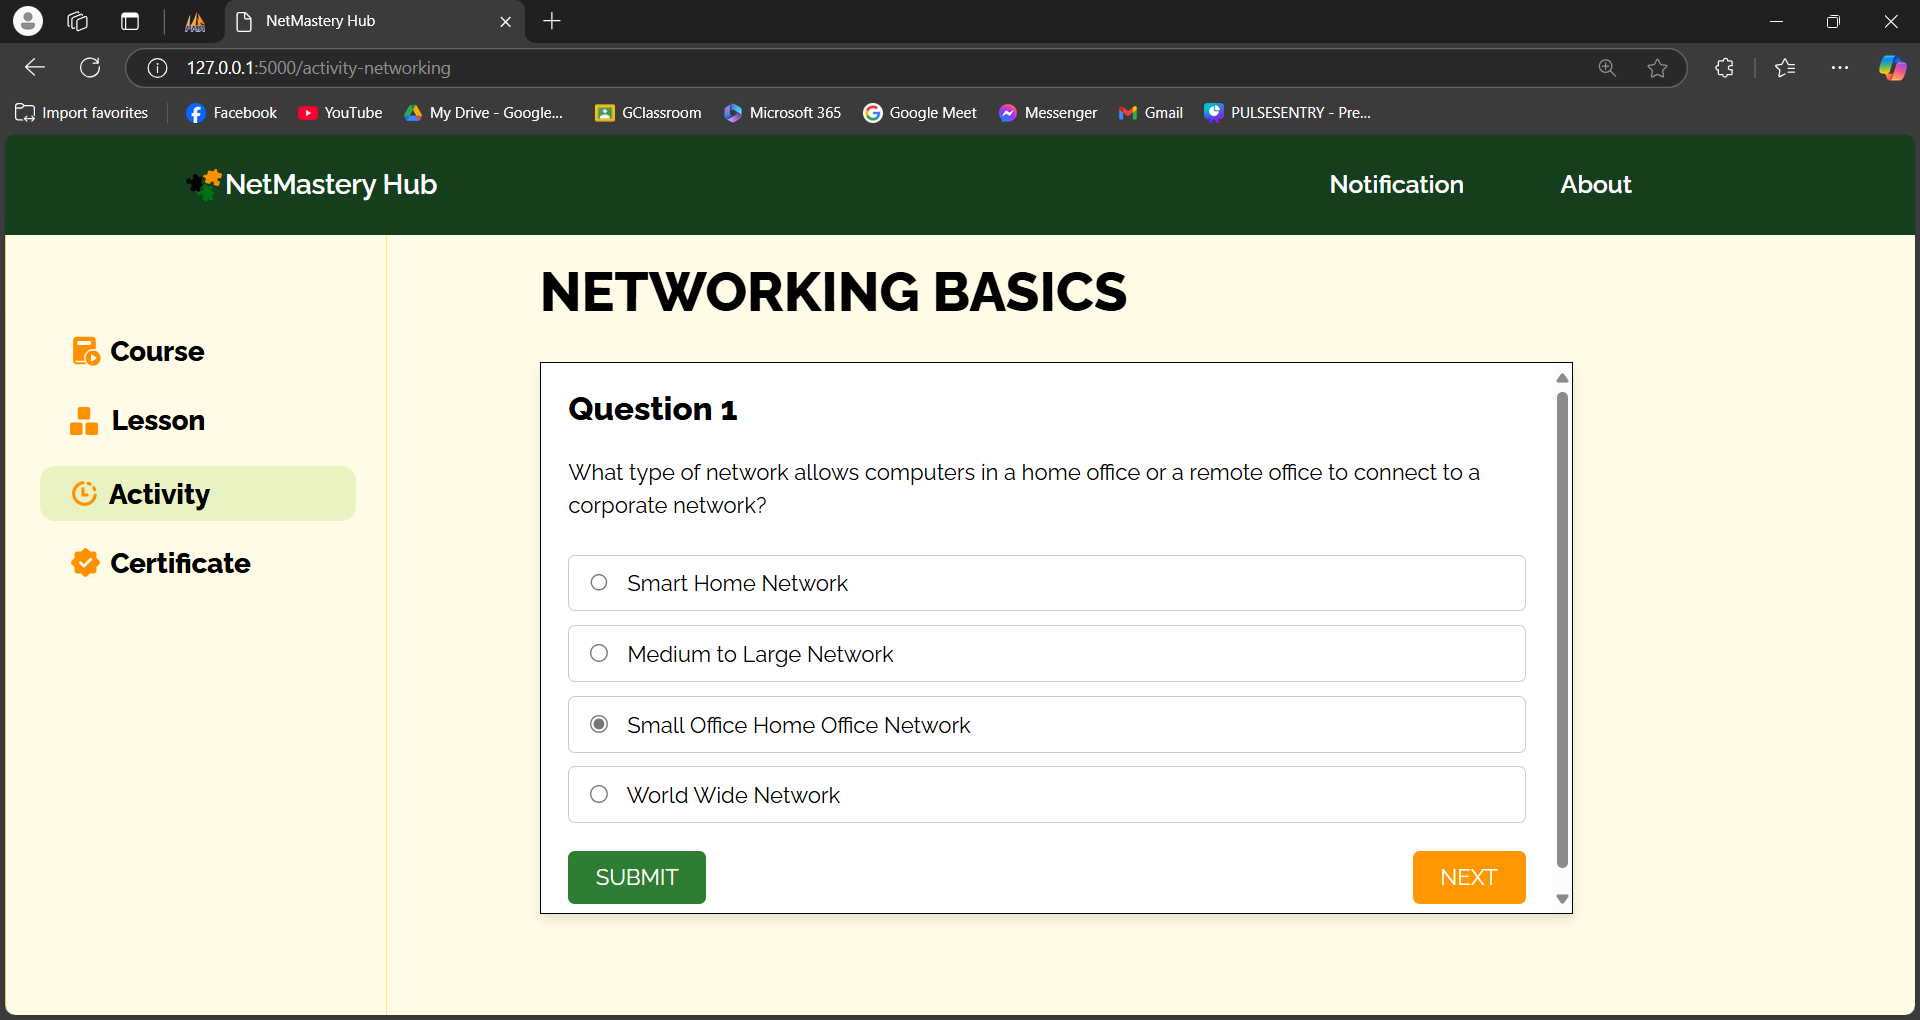 NetMastery Hub
127.0.0.1:5000/activity-networking
Import favorites
Facebook
YouTube
My Drive - Google...
GClassroom
Microsoft 365
Google Meet
Messenger
Gmail
PULSESENTRY - Pre...
NetMastery Hub
Notification
About
Course
Lesson
Activity
Certificate
NETWORKING BASICS
Question 1
What type of network allows computers in a home office or a remote office to connect to a
corporate network?
Smart Home Network
Medium to Large Network
Small Office Home Office Network
World Wide Network
SUBMIT
NEXT